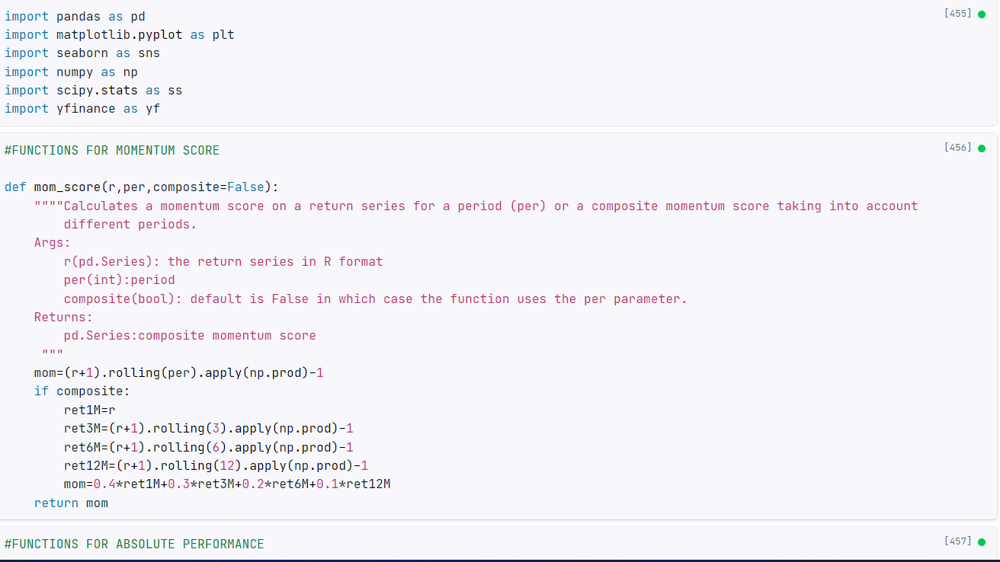 import pandas as pd
[455]
import matplotlib.pyplot as plt
import seaborn as sns
import numpy as np
import scipy.stats as ss
import yfinance as yf
#FUNCTIONS FOR MOMENTUM SCORE
[456]
def mom_score(r,per,composite=False):
    """"Calculates a momentum score on a return series for a period (per) or a composite momentum score taking into account
        different periods.
    Args:
        r(pd.Series): the return series in R format
        per(int):period
        composite(bool): default is False in which case the function uses the per parameter.
    Returns:
        pd.Series:composite momentum score
     """
    mom=(r+1).rolling(per).apply(np.prod)-1
    if composite:
        ret1M=r
        ret3M=(r+1).rolling(3).apply(np.prod)-1
        ret6M=(r+1).rolling(6).apply(np.prod)-1
        ret12M=(r+1).rolling(12).apply(np.prod)-1
        mom=0.4*ret1M+0.3*ret3M+0.2*ret6M+0.1*ret12M
    return mom
#FUNCTIONS FOR ABSOLUTE PERFORMANCE
[457]